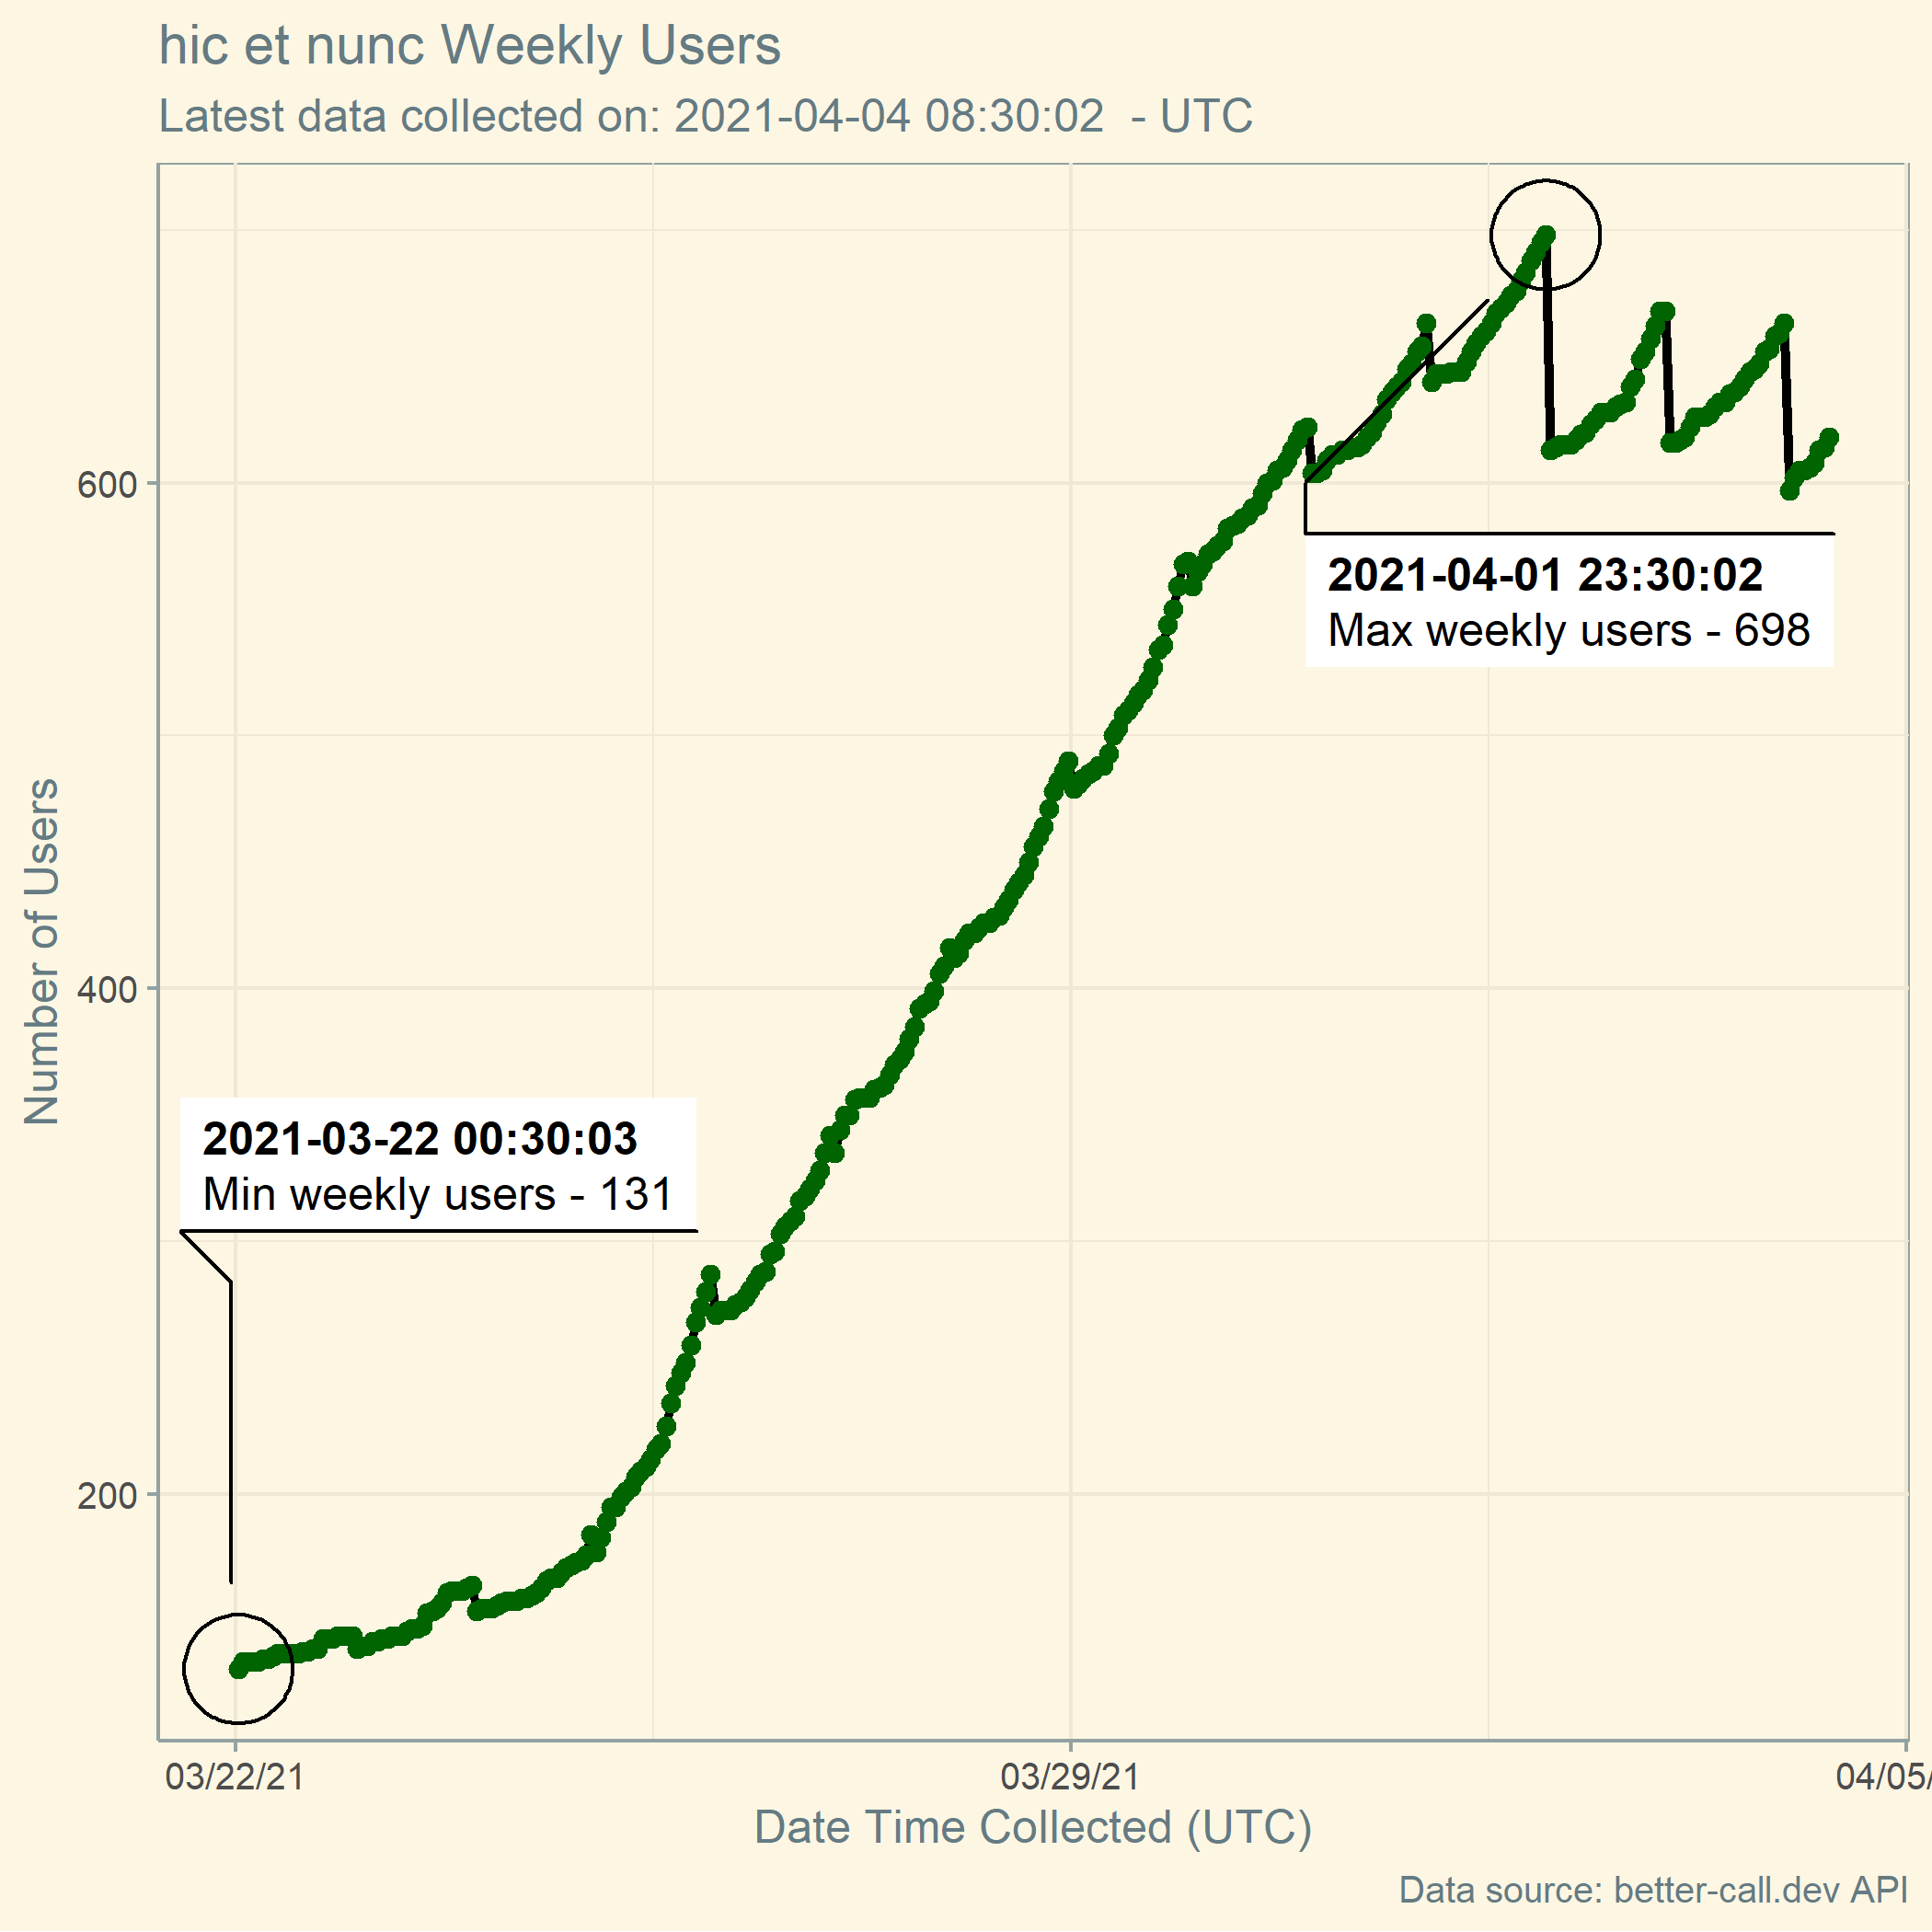 hic et nunc Weekly Users
Latest data collected on: 2021-04-04 08:30:02  - UTC
Number of Users
600
400
200
2021-04-01 23:30:02
Max weekly users - 698
2021-03-22 00:30:03
Min weekly users - 131
03/22/21
03/29/21
04/05/
Date Time Collected (UTC)
Data source: better-call.dev API